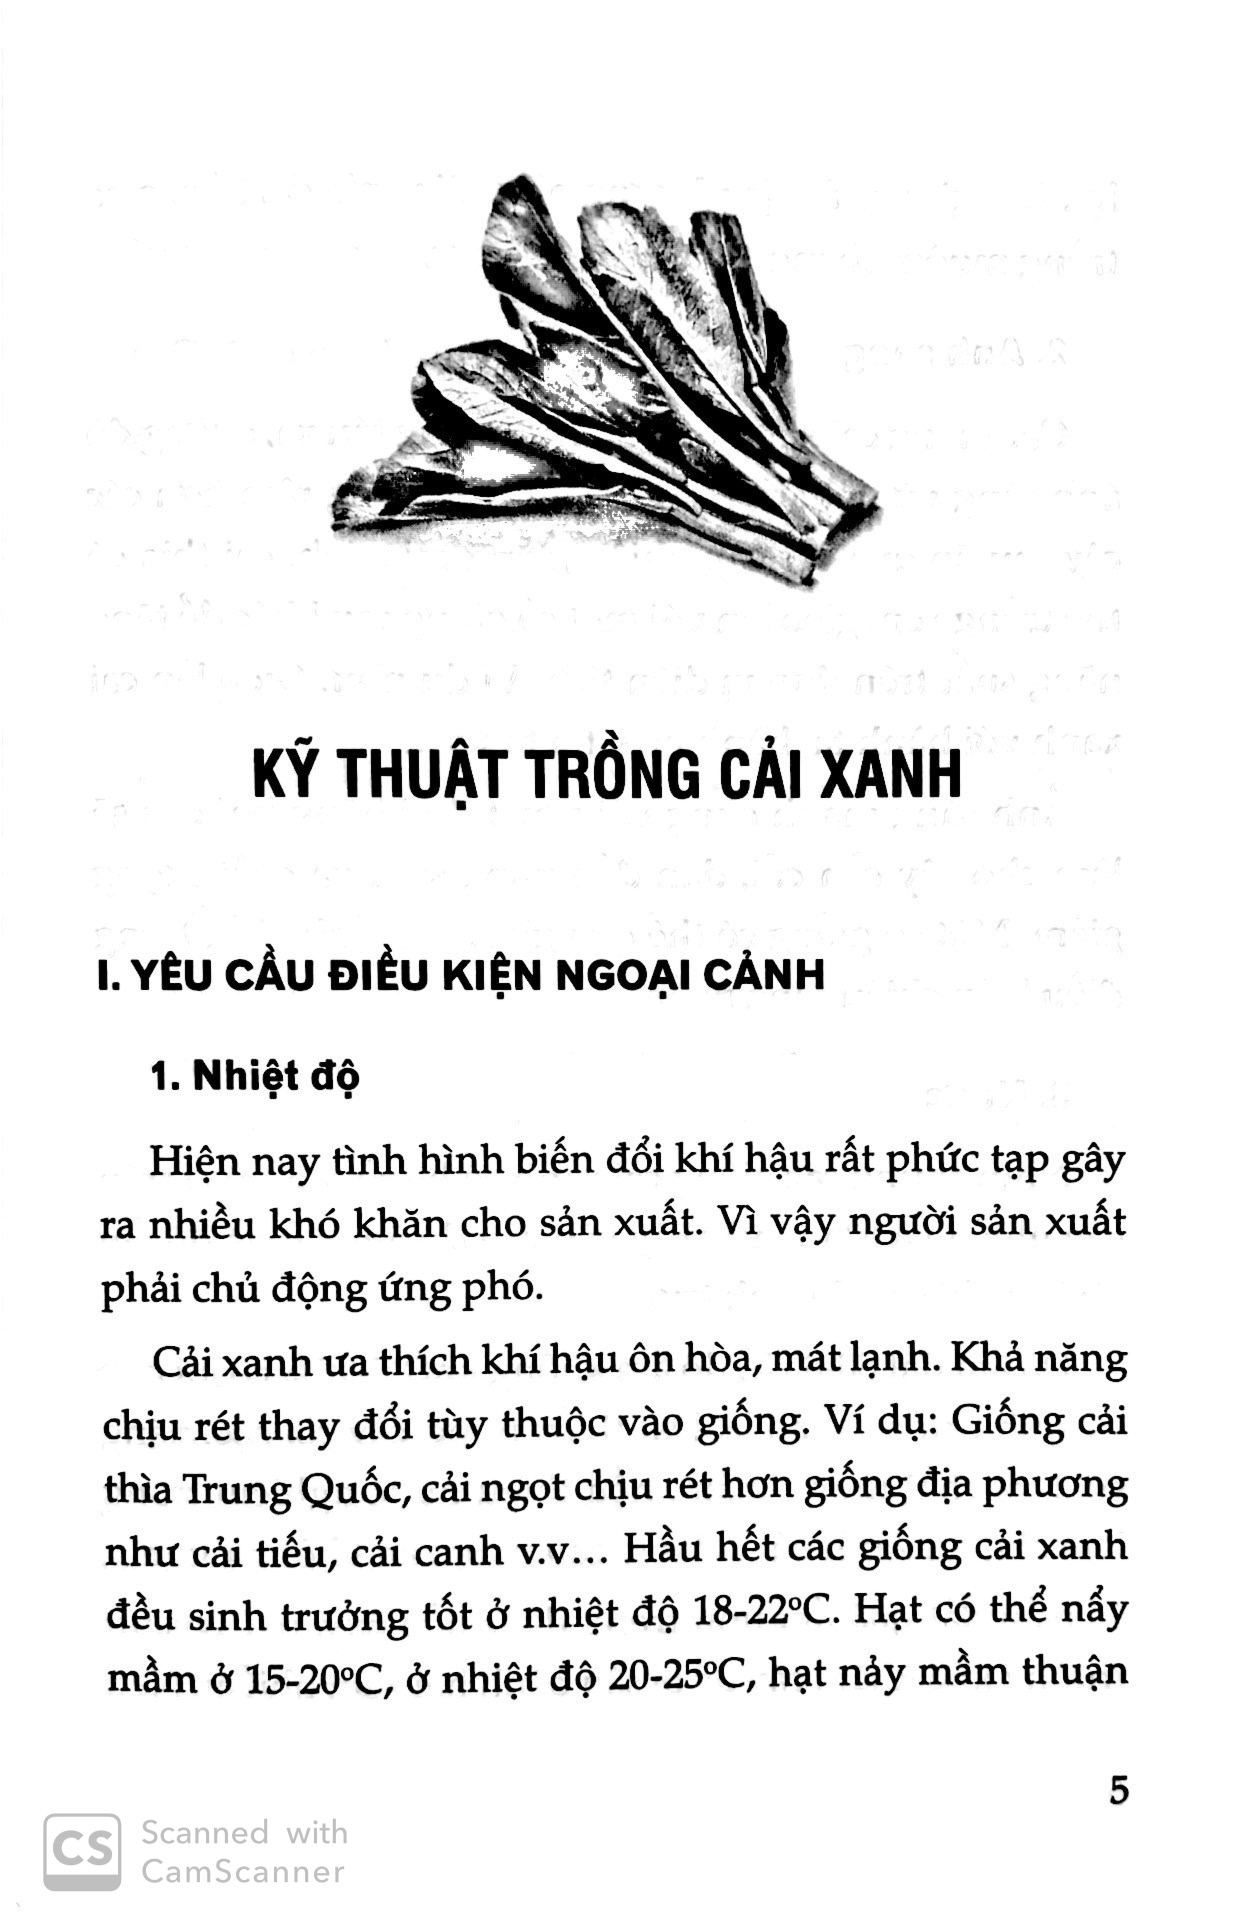 KỸ THUẬT TRỒNG CẢI XANH
I. YÊU CẦU ĐIỀU KIỆN NGOẠI CẢNH
1. Nhiệt độ
Hiện nay tình hình biến đổi khí hậu rất phức tạp gây
ra nhiều khó khăn cho sản xuất. Vì vậy người sản xuất
phải chủ động ứng phó.
Cải xanh ưa thích khí hậu ôn hòa, mát lạnh. Khả năng
chịu rét thay đổi tùy thuộc vào giống. Ví dụ: Giống cải
thìa Trung Quốc, cải ngọt chịu rét hơn giống địa phương
như cải tiếu, cải canh v.v... Hầu hết các giống cải xanh
đều sinh trưởng tốt ở nhiệt độ 18-22ºC. Hạt có thể nẩy
mầm ở 15-20ºC, ở nhiệt độ 20-25ºC, hạt nảy mầm thuận
5
CS Scanned with
CamScanner